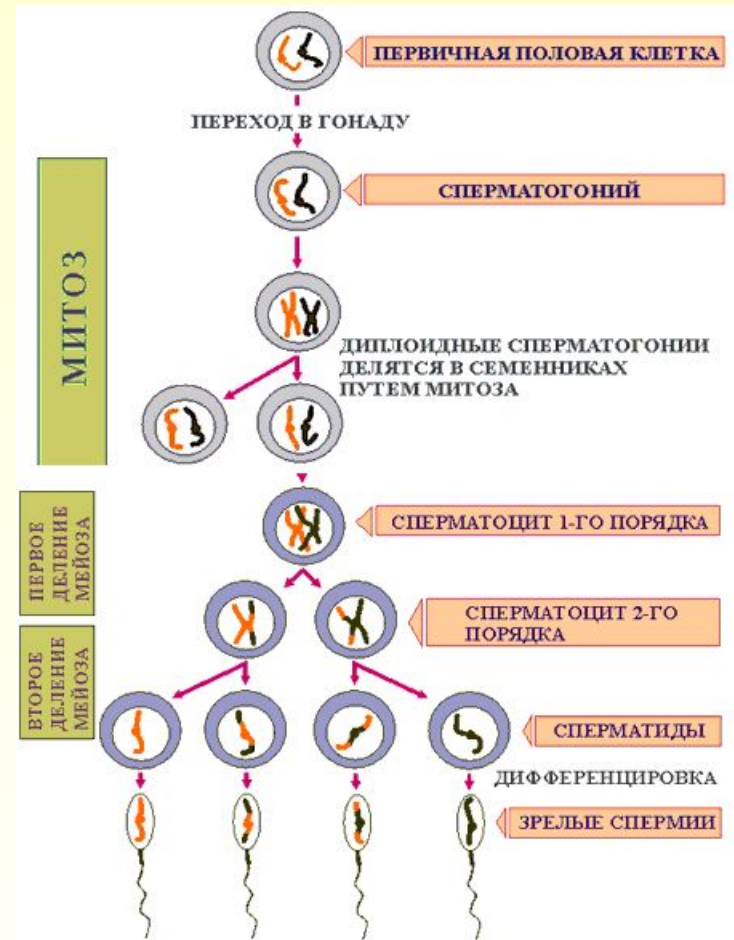 ПЕРВИЧНАЯ ПОЛОВАЯ КЛЕТКА
ПЕРЕХОД В ГОНАДУ
МИТОЗ
СПЕРМАТОГОНИЙ
ДИПЛОИДНЫЕ СПЕРМАТОГОНИИ
ДЕЛЯТСЯ В СЕМЕННИКАХ
ПУТЕМ МИТОЗА
ПЕРВОЕ
ДЕЛЕНИЕ
МЕЙОЗА
СПЕРМАТОЦИТ 1-ГО ПОРЯДКА
СПЕРМАТОЦИТ 2-ГО
ПОРЯДКА
ВТОРОЕ
ДЕЛЕНИЕ
МЕЙОЗА
СПЕРМАТИДЫ
ДИФФЕРЕНЦИРОВКА
ЗРЕЛЫЕ СПЕРМИИ